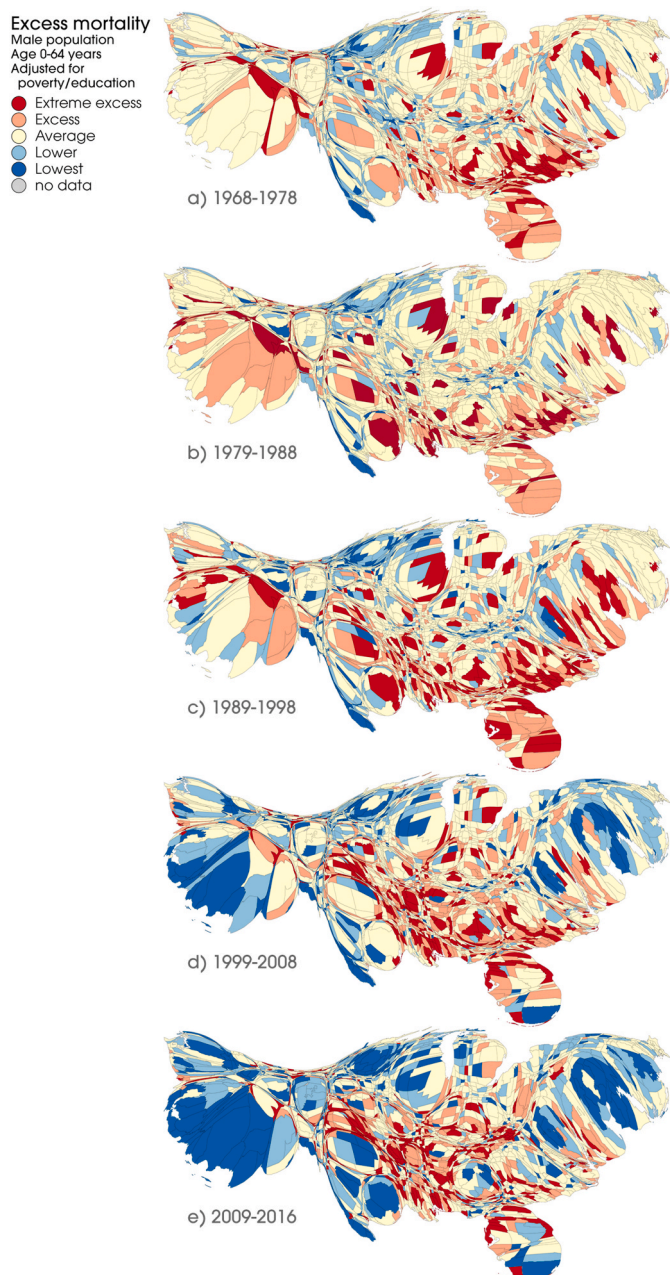 Excess mortality
Male population
Age 0-64 years
Adjusted for
poverty/education
Extreme excess
Excess
Average
Lower
Lowest
no data
a) 1968-1978
b) 1979-1988
c) 1989-1998
d) 1999-2008
e) 2009-2016